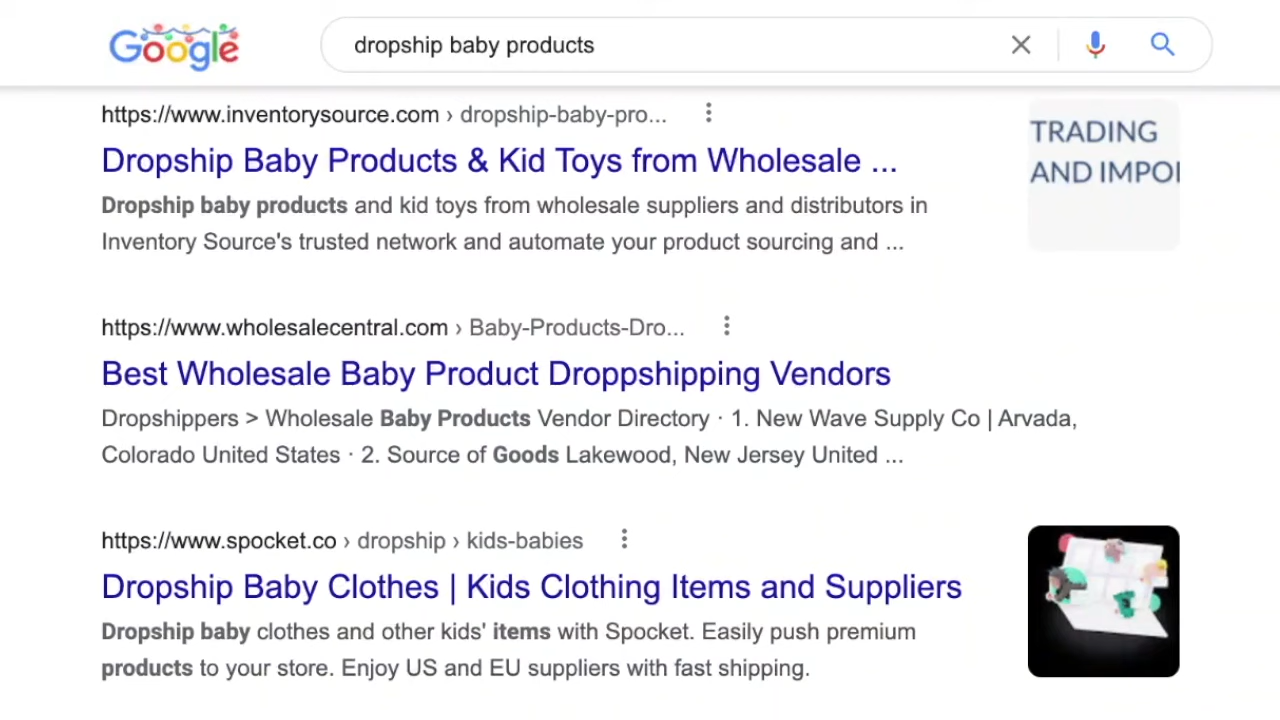 Google
dropship baby products
https://www.inventorysource.com › dropship-baby-pro...
Dropship Baby Products & Kid Toys from Wholesale ...
Dropship baby products and kid toys from wholesale suppliers and distributors in
Inventory Source's trusted network and automate your product sourcing and ...
TRADING
AND IMPOI
https://www.wholesalecentral.com › Baby-Products-Dro...
Best Wholesale Baby Product Droppshipping Vendors
Dropshippers > Wholesale Baby Products Vendor Directory · 1. New Wave Supply Co | Arvada,
Colorado United States · 2. Source of Goods Lakewood, New Jersey United ...
https://www.spocket.co › dropship › kids-babies
Dropship Baby Clothes | Kids Clothing Items and Suppliers
Dropship baby clothes and other kids' items with Spocket. Easily push premium
products to your store. Enjoy US and EU suppliers with fast shipping.